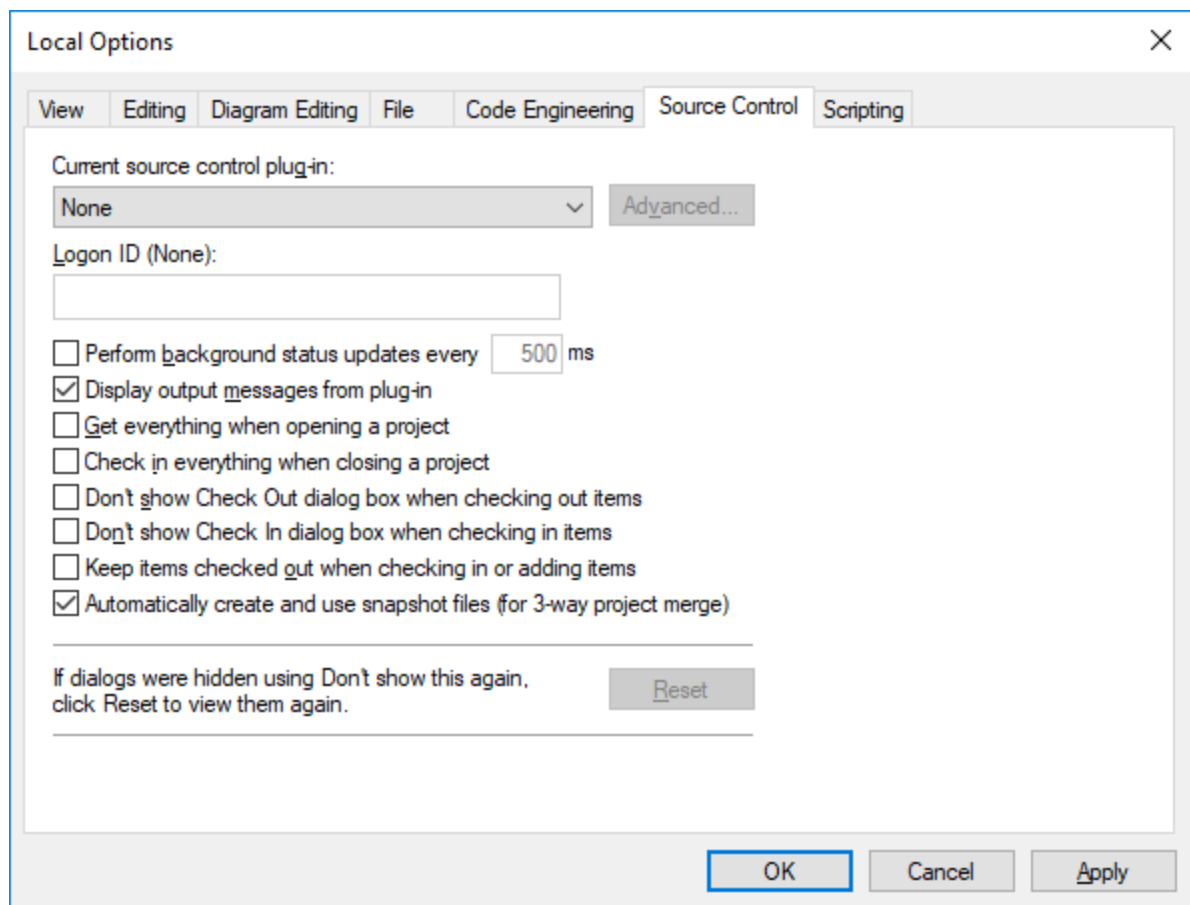 Local Options
View Editing Diagram Editing File Code Engineering Source Control Scripting
Current source control plug-in:
None Advanced...
Logon ID (None):
Perform background status updates every 500 ms
Display output messages from plug-in
Get everything when opening a project
Check in everything when closing a project
Don't show Check Out dialog box when checking out items
Don't show Check In dialog box when checking in items
Keep items checked out when checking in or adding items
Automatically create and use snapshot files (for 3-way project merge)
If dialogs were hidden using Don't show this again,
click Reset to view them again.
Reset
OK Cancel Apply